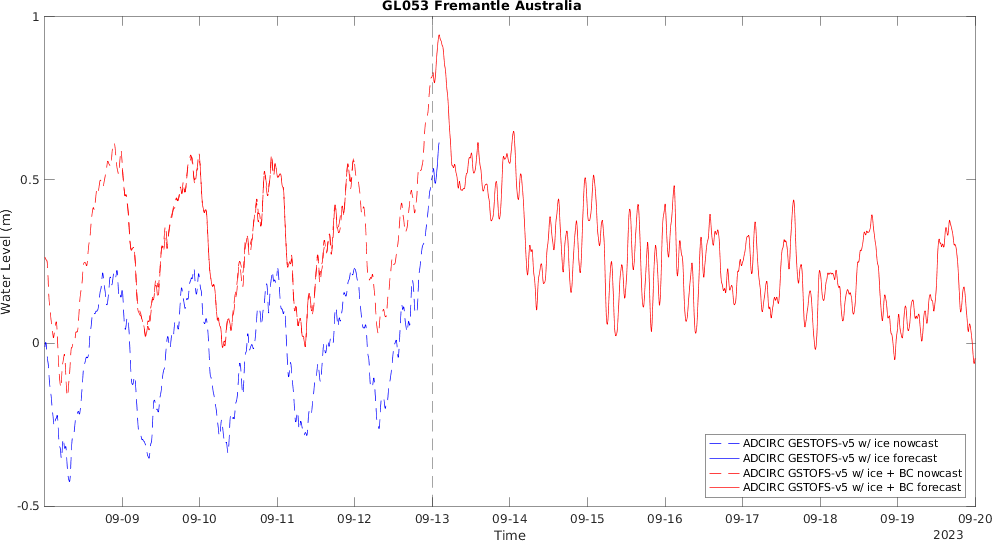 GL053 Fremantle Australia
Water Level (m)
1
0.5
0
-0.5
ADCIRC GESTOFS-v5 w/ ice nowcast
ADCIRC GESTOFS-v5 w/ ice forecast
ADCIRC GSTOFS-v5 w/ ice + BC nowcast
ADCIRC GSTOFS-v5 w/ ice + BC forecast
09-09 09-10 09-11 09-12 09-13 09-14 09-15 09-16 09-17 09-18 09-19 09-20
Time
2023